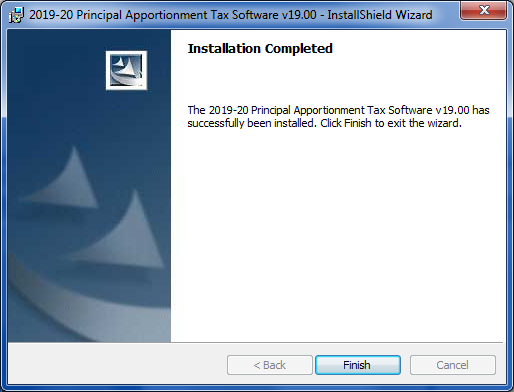 2019-20 Principal Apportionment Tax Software v19.00 - InstallShield Wizard
Installation Completed
The 2019-20 Principal Apportionment Tax Software v19.00 has
successfully been installed. Click Finish to exit the wizard.
< Back
Finish
Cancel